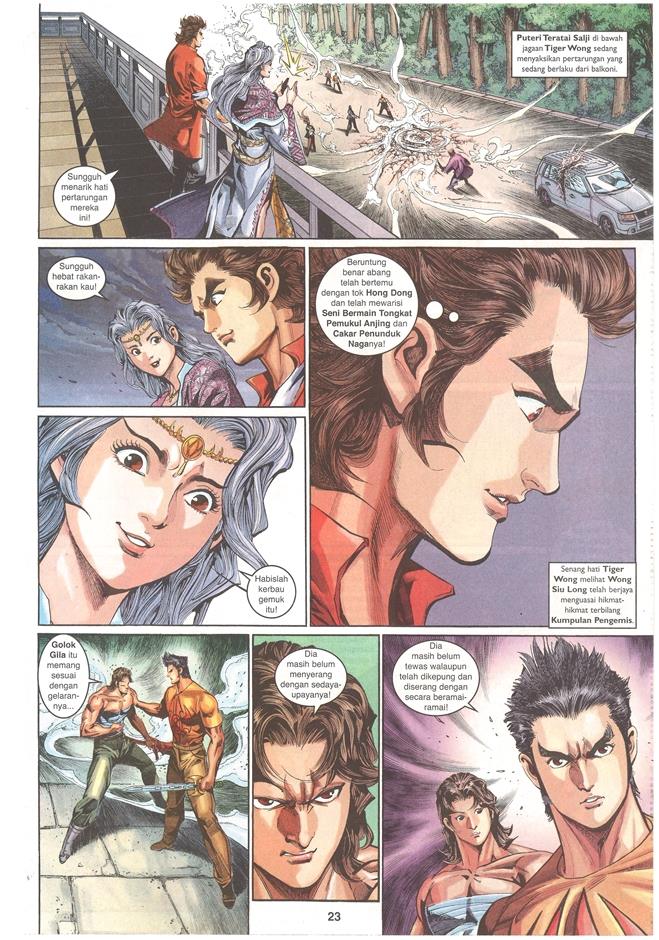 Puteri Teratai Salji di bawah
jagaan Tiger Wong sedang
menyaksikan pertarungan yang
sedang berlaku dari balkoni.
Sungguh
menarik hati
pertarungan
mereka
ini!
Sungguh
hebat rakan-
rakan kau!
Beruntung
benar abang
telah bertemu
dengan tok Hong Dong
dan telah mewarisi
Seni Bermain Tongkat
Pemukul Anjing dan
Cakar Penunduk
Naganya!
Habislah
kerbau
gemuk
itu!
Senang hati Tiger
Wong melihat Wong
Siu Long telah berjaya
menguasai hikmat-
hikmat terbilang
Kumpulan Pengemis.
Golok
Gila itu
memang
sesuai
dengan
gelaran-
nya...
Dia
masih belum
menyerang
dengan sedaya-
upayanya!
Dia
masih belum
tewas walaupun
telah dikepung dan
diserang dengan
secara beramai-
ramai!
23